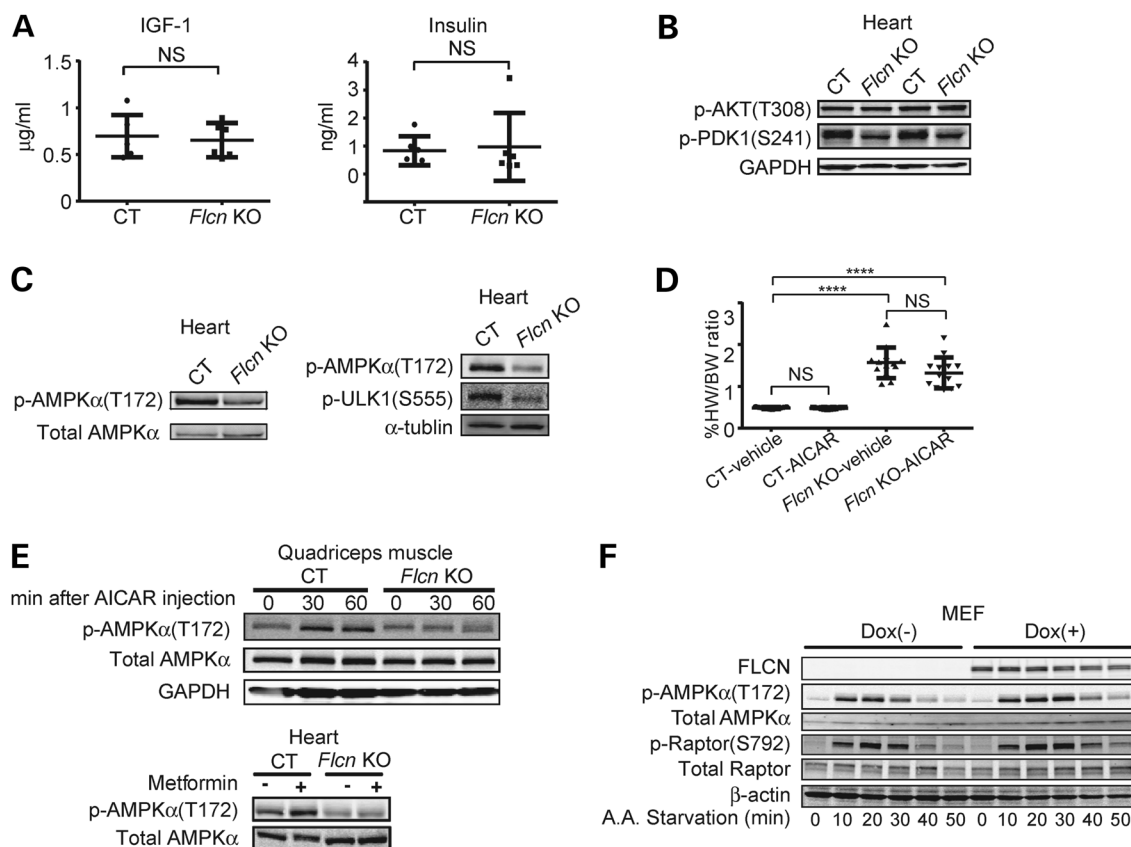 A
IGF-1
NS
1.5
1
0.5
0
µg/ml
CT
Flcn KO
Insulin
NS
4
3
2
1
0
ng/ml
CT
Flcn KO
B
Heart
CT
Flcn KO
CT
Flcn KO
p-AKT(T308)
p-PDK1(S241)
GAPDH
C
Heart
CT
Flcn KO
p-AMPKα(T172)
Total AMPKα
Heart
CT
Flcn KO
p-AMPKα(T172)
p-ULK1(S555)
α-tublin
D
****
****
NS
NS
3
2
1
0
%HW/BW ratio
CT-vehicle
CT-AICAR
Flcn KO-vehicle
Flcn KO-AICAR
E
Quadriceps muscle
CT Flcn KO
min after AICAR injection 0 30 60 0 30 60
p-AMPKα(T172)
Total AMPKα
GAPDH
Heart
CT Flcn KO
Metformin - + - +
p-AMPKα(T172)
Total AMPKα
F
MEF
Dox(-) Dox(+)
FLCN
p-AMPKα(T172)
Total AMPKα
p-Raptor(S792)
Total Raptor
β-actin
A.A. Starvation (min) 0 10 20 30 40 50 0 10 20 30 40 50